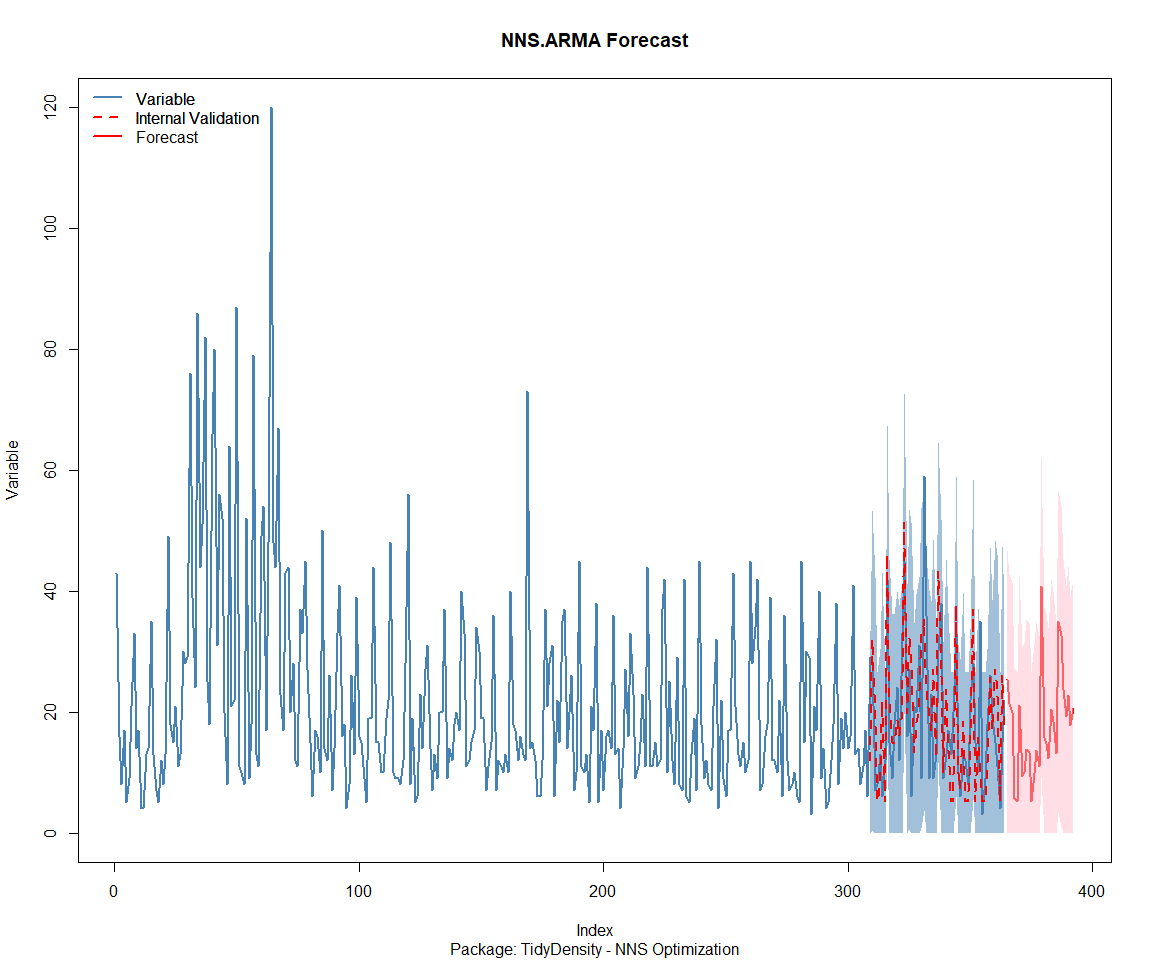 NNS.ARMA Forecast
Variable
Internal Validation
Forecast
120
100
80
60
40
20
0
Variable
0
100
200
300
400
Index
Package: TidyDensity - NNS Optimization